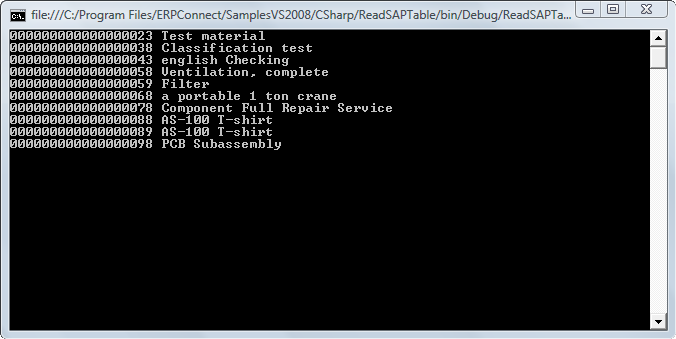 file:///C:/Program Files/ERPConnect/SamplesVS2008/CSharp/ReadSAPTable/bin/Debug/ReadSAPTa...
000000000000000023 Test material
000000000000000038 Classification test
000000000000000043 english Checking
000000000000000058 Ventilation, complete
000000000000000059 Filter
000000000000000068 a portable 1 ton crane
000000000000000078 Component Full Repair Service
000000000000000088 AS-100 T-shirt
000000000000000089 AS-100 T-shirt
000000000000000098 PCB Subassembly